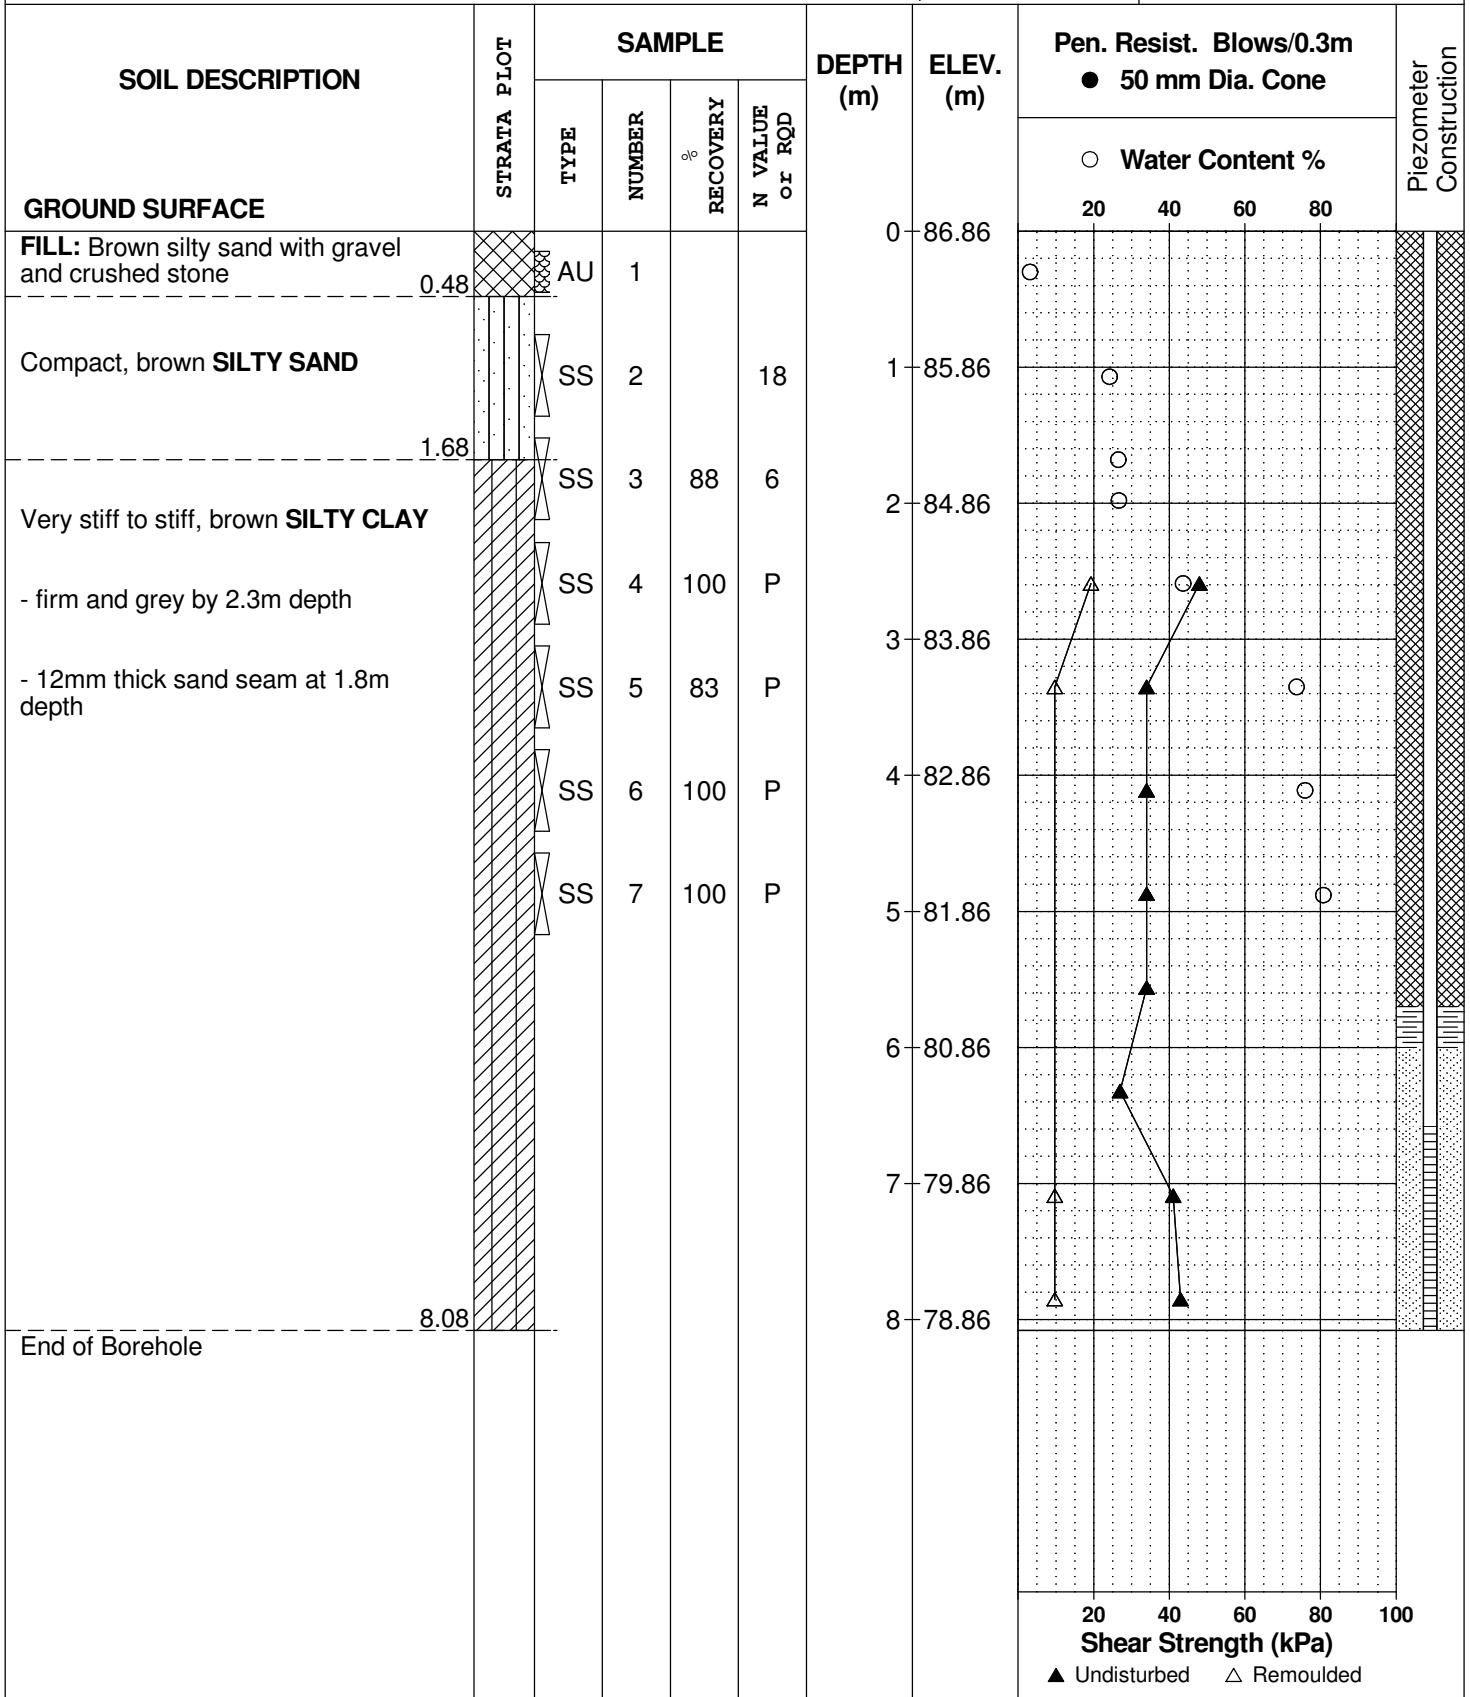 SOIL DESCRIPTION
GROUND SURFACE
STRATA PLOT
SAMPLE
TYPE
NUMBER
%
RECOVERY
N VALUE
or RQD
DEPTH
(m)
ELEV.
(m)
Pen. Resist. Blows/0.3m
● 50 mm Dia. Cone
○ Water Content %
20 40 60 80
Piezometer
Construction
FILL: Brown silty sand with gravel
and crushed stone
0.48
AU 1
0 86.86
Compact, brown SILTY SAND
SS 2 18
1 85.86
1.68
SS 3 88 6
2 84.86
Very stiff to stiff, brown SILTY CLAY
- firm and grey by 2.3m depth
SS 4 100 P
3 83.86
- 12mm thick sand seam at 1.8m
depth
SS 5 83 P
4 82.86
SS 6 100 P
SS 7 100 P
5 81.86
6 80.86
7 79.86
8.08
8 78.86
End of Borehole
20 40 60 80 100
Shear Strength (kPa)
▲ Undisturbed △ Remoulded